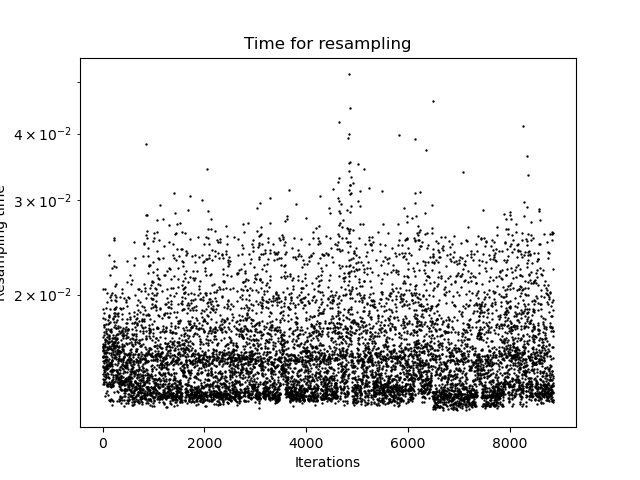 Time for resampling
4 × 10⁻²
3 × 10⁻²
2 × 10⁻²
Resampling time
0 2000 4000 6000 8000
Iterations